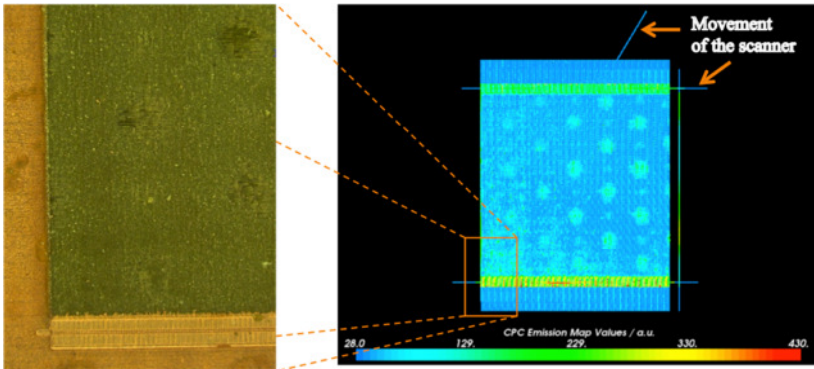 Movement
of the scanner
CPC Emission Map Values / a.u.
28.0 129. 229. 330. 430.